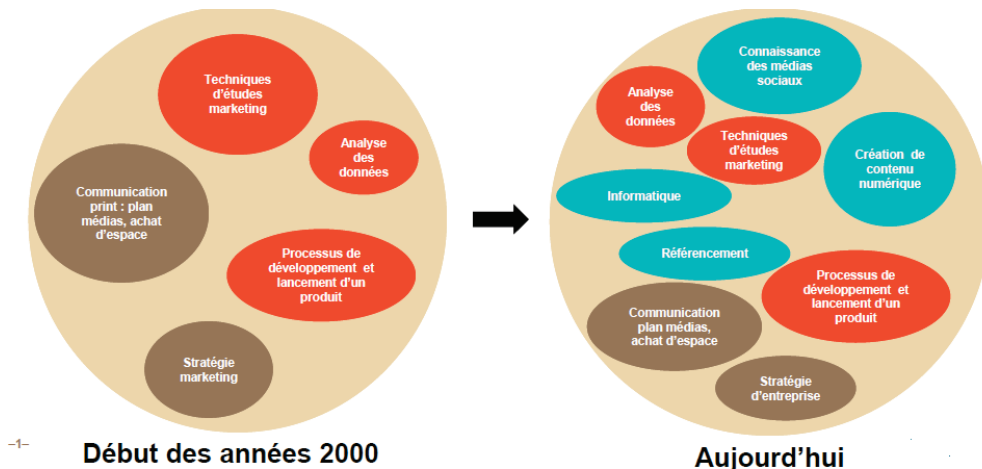 Techniques
d'études
marketing
Analyse
des
données
Communication
print : plan
médias, achat
d'espace
Processus de
développement et
lancement d'un
produit
Stratégie
marketing
Début des années 2000
Connaissance
des médias
sociaux
Analyse
des
données
Techniques
d'études
marketing
Création de
contenu
numérique
Informatique
Référencement
Processus de
développement et
lancement d'un
produit
Communication
plan médias,
achat d'espace
Stratégie
d'entreprise
Aujourd'hui
–1–